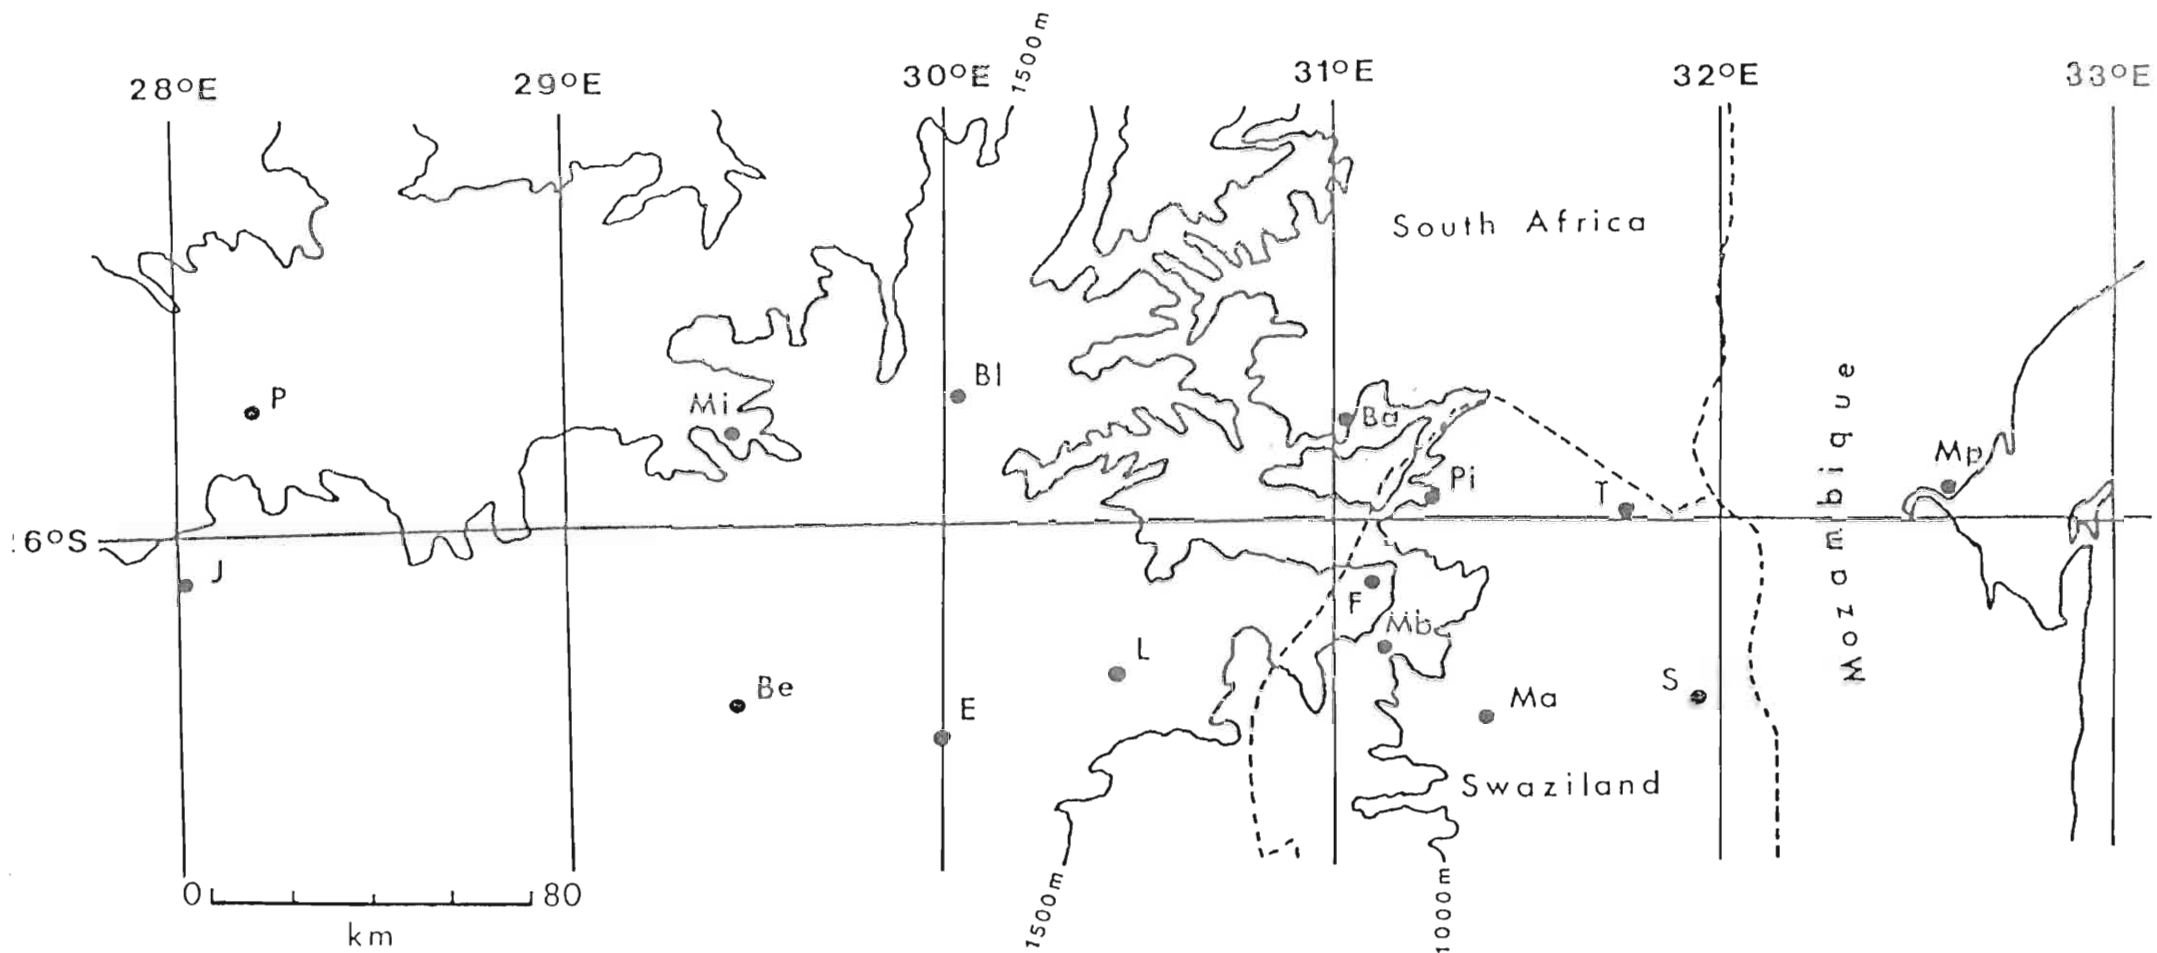 28°E 29°E 30°E 1500m 31°E 32°E 33°E
South Africa
P Mi Bl Ba Mp
Pi T
:6°S
J F Mb
Mozambique
L Be E Ma S
Swaziland
0 80
km
1500m 1000m